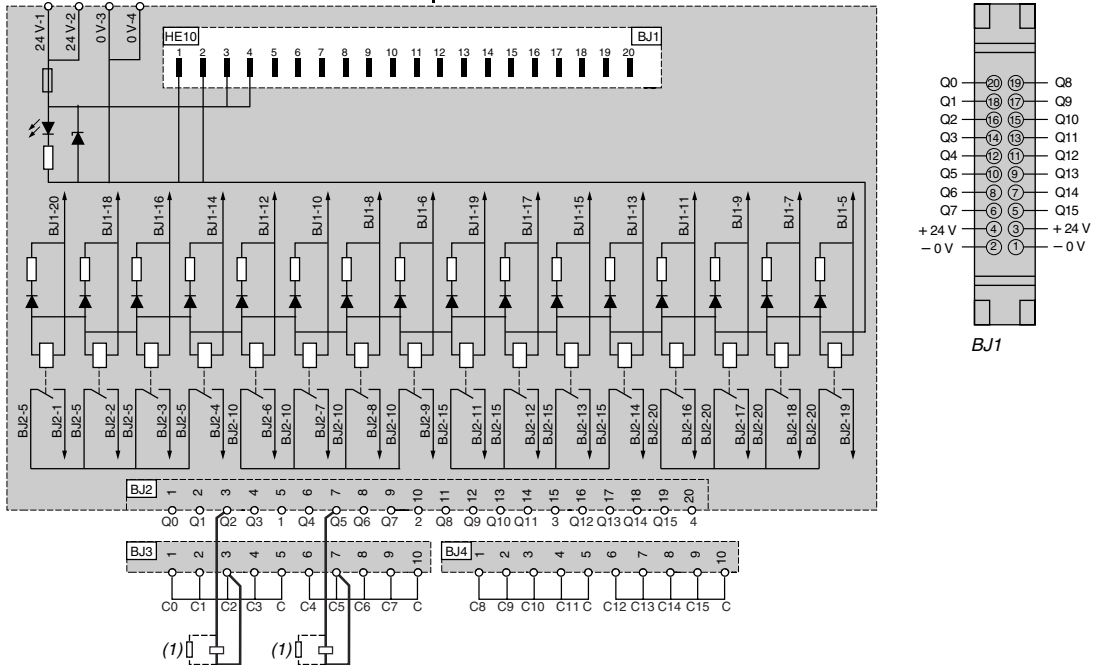 24 V-1 24 V-2 0 V-3 0 V-4
HE10 BJ1
1 2 3 4 5 6 7 8 9 10 11 12 13 14 15 16 17 18 19 20
BJ1-20 BJ1-18 BJ1-16 BJ1-14 BJ1-12 BJ1-10 BJ1-8 BJ1-6 BJ1-19 BJ1-17 BJ1-15 BJ1-13 BJ1-11 BJ1-9 BJ1-7 BJ1-5
BJ2-5 BJ2-1 BJ2-5 BJ2-2 BJ2-5 BJ2-3 BJ2-5 BJ2-4 BJ2-10 BJ2-6 BJ2-10 BJ2-7 BJ2-10 BJ2-8 BJ2-10 BJ2-9 BJ2-15 BJ2-11 BJ2-15 BJ2-12 BJ2-15 BJ2-13 BJ2-15 BJ2-14 BJ2-20 BJ2-16 BJ2-20 BJ2-17 BJ2-20 BJ2-18 BJ2-20 BJ2-19
BJ2 1 2 3 4 5 6 7 8 9 10 11 12 13 14 15 16 17 18 19 20
Q0 Q1 Q2 Q3 1 Q4 Q5 Q6 Q7 2 Q8 Q9 Q10 Q11 3 Q12 Q13 Q14 Q15 4
BJ3 1 2 3 4 5 6 7 8 9 10 BJ4 1 2 3 4 5 6 7 8 9 10
C0 C1 C2 C3 C C4 C5 C6 C7 C C8 C9 C10 C11 C C12 C13 C14 C15 C
(1) (1)
Q0 20 19 Q8
Q1 18 17 Q9
Q2 16 15 Q10
Q3 14 13 Q11
Q4 12 11 Q12
Q5 10 9 Q13
Q6 8 7 Q14
Q7 6 5 Q15
+ 24 V 4 3 + 24 V
– 0 V 2 1 – 0 V
BJ1